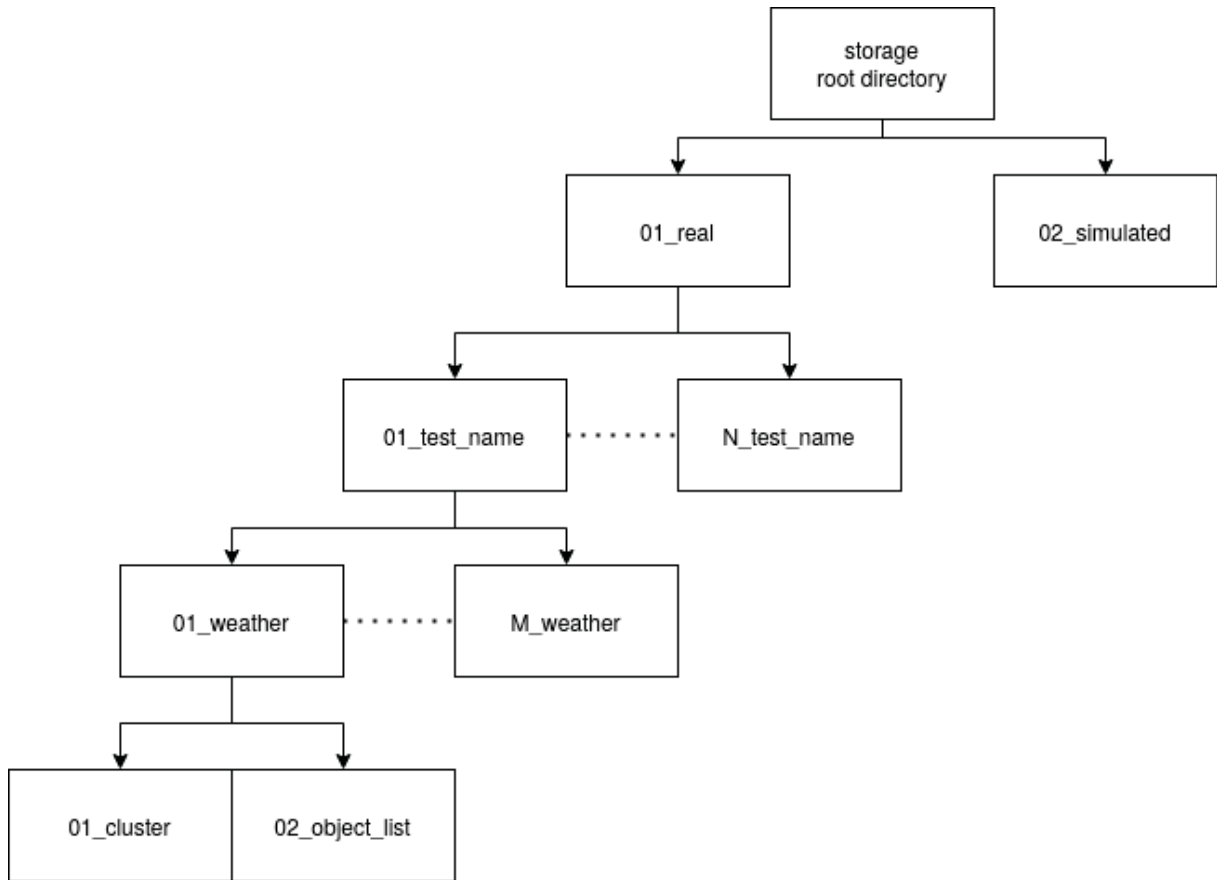 storage
root directory
01_real
02_simulated
01_test_name
N_test_name
01_weather
M_weather
01_cluster
02_object_list